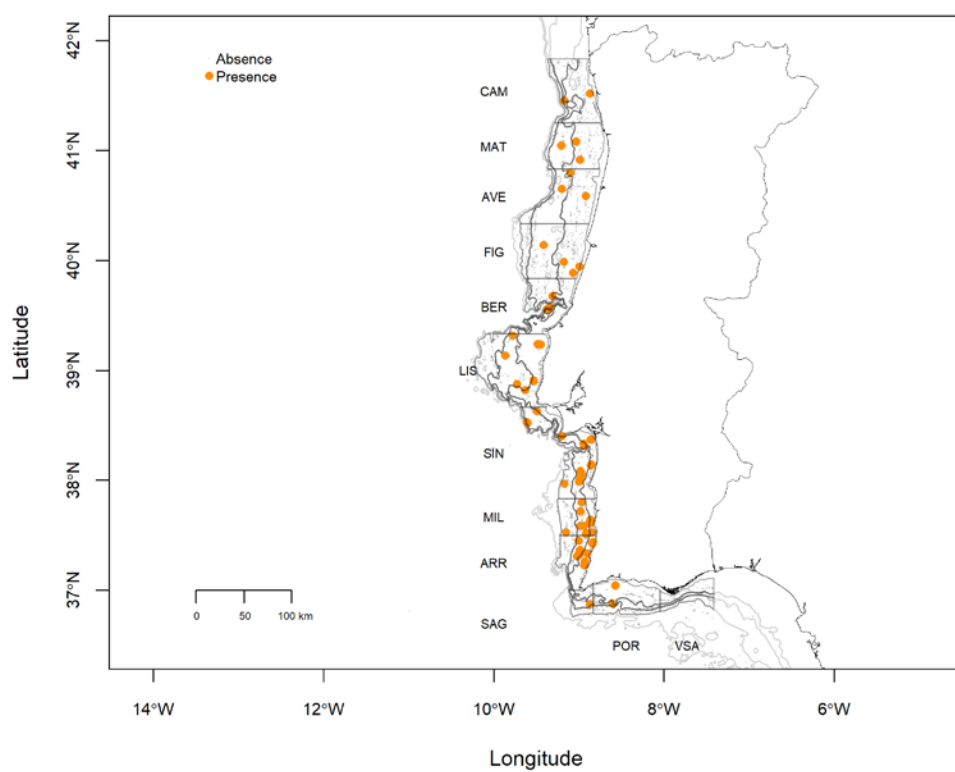 Absence
Presence
CAM
MAT
AVE
FIG
BER
LIS
SIN
MIL
ARR
SAG
POR
VSA
0 50 100 km
42°N
41°N
40°N
39°N
38°N
37°N
Latitude
14°W 12°W 10°W 8°W 6°W
Longitude